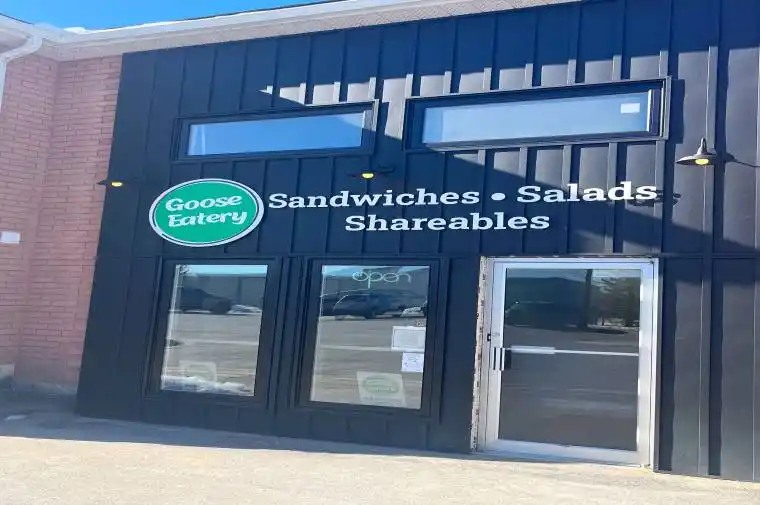 Goose
Eatery
Sandwiches • Salads
Shareables
open